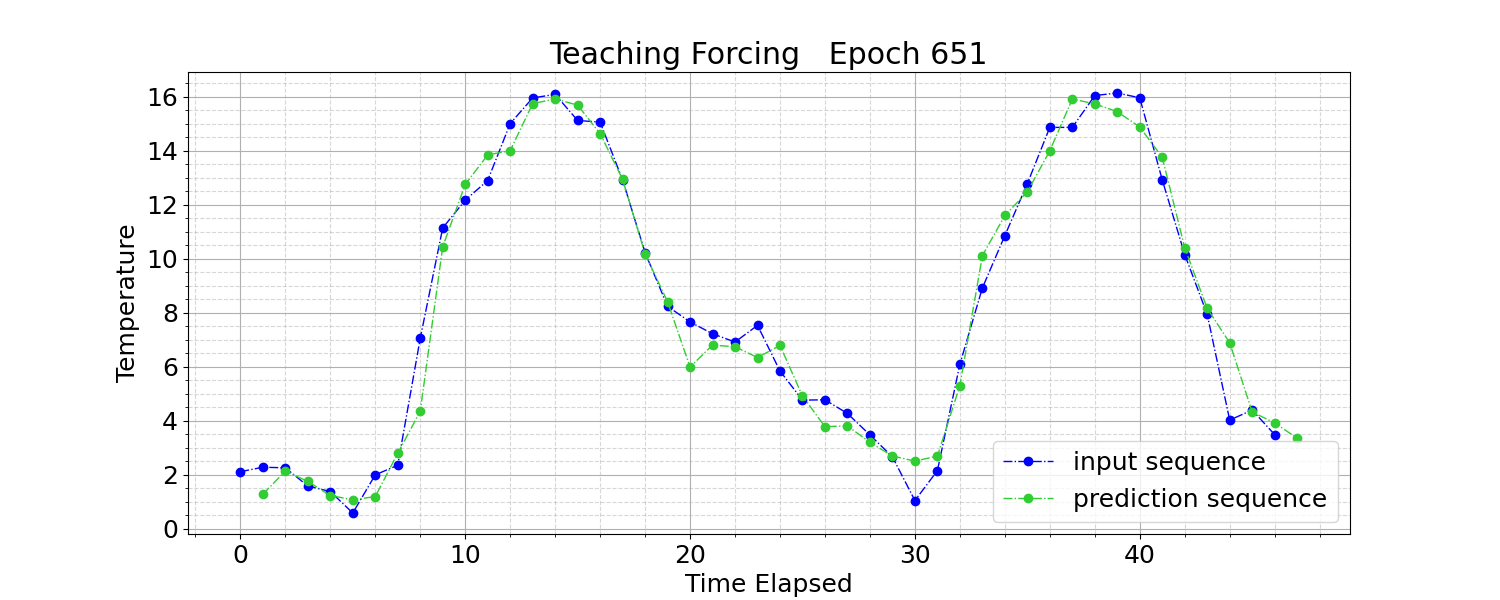 Teaching Forcing   Epoch 651
16
14
12
10
8
6
4
2
0
Temperature
input sequence
prediction sequence
0 10 20 30 40
Time Elapsed